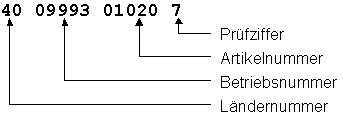 40 09993 01020 7
Prüfziffer
Artikelnummer
Betriebsnummer
Ländernummer